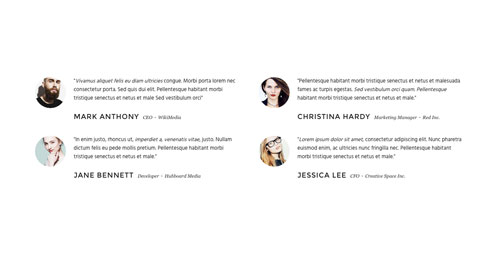 "Vivamus aliquet felis eu diam ultricies congue. Morbi porta lorem nec
consectetur porta. Sed quis dui elit. Pellentesque habitant morbi
tristique senectus et netus et male Sed vestibulum orci"
MARK ANTHONY CEO - WikiMedia
"Pellentesque habitant morbi tristique senectus et netus et malesuada
fames ac turpis egestas. Sed vestibulum orci quam. Pellentesque
habitant morbi tristique senectus et netus et male."
CHRISTINA HARDY Marketing Manager - Red Inc.
"In enim justo, rhoncus ut, imperdiet a, venenatis vitae, justo. Nullam
dictum felis eu pede mollis pretium. Pellentesque habitant morbi
tristique senectus et netus et male."
JANE BENNETT Developer - Hubboard Media
"Lorem ipsum dolor sit amet, consectetur adipiscing elit. Nunc pharetra
euismod enim, ac ultricies nunc fringilla nec. Pellentesque habitant
morbi tristique senectus et netus et male."
JESSICA LEE CFO - Creative Space Inc.